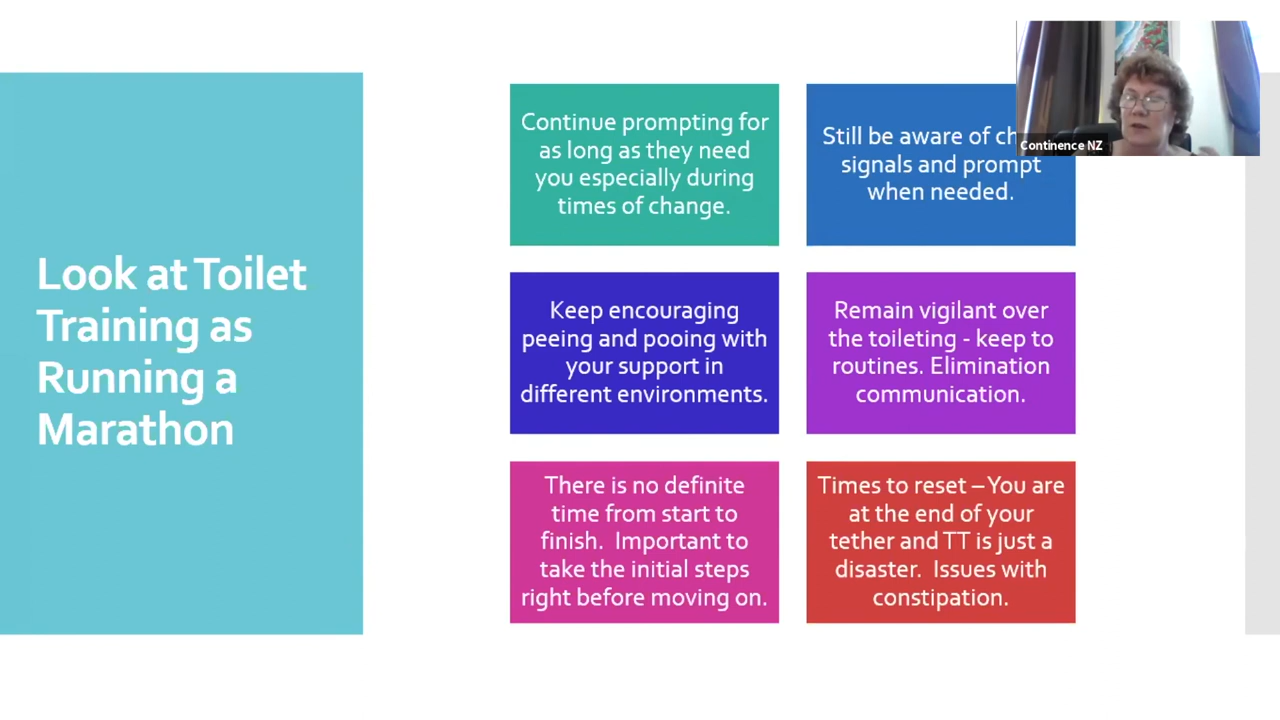 Look at Toilet
Training as
Running a
Marathon
Continue prompting for
as long as they need
you especially during
times of change.
Still be aware of
signals and prompt
when needed.
Continence NZ
Keep encouraging
peeing and pooing with
your support in
different environments.
Remain vigilant over
the toileting - keep to
routines. Elimination
communication.
There is no definite
time from start to
finish. Important to
take the initial steps
right before moving on.
Times to reset – You are
at the end of your
tether and TT is just a
disaster. Issues with
constipation.